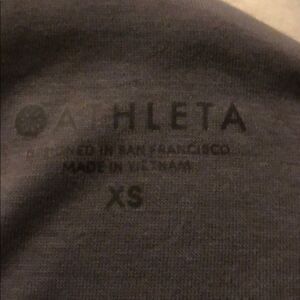 ATHLETA
DESIGNED IN SAN FRANCISCO
MADE IN VIETNAM
XS